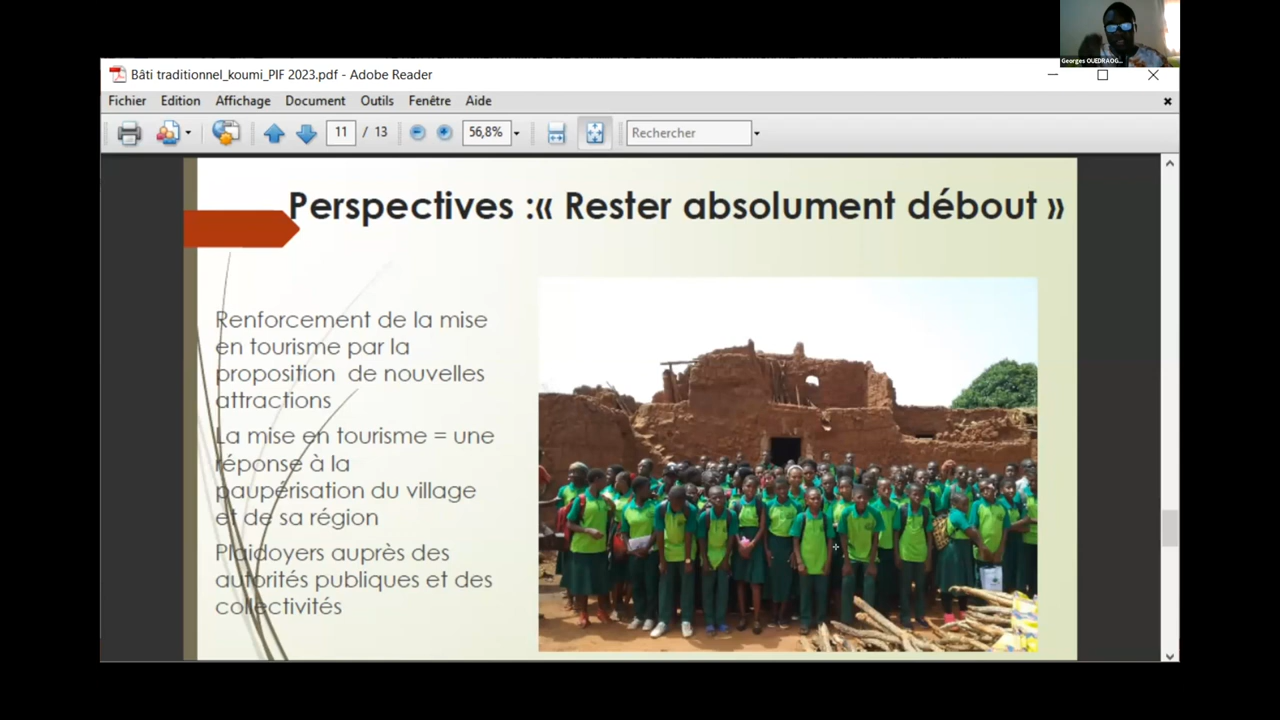 Georges OUEDRAOG...
Bâti traditionnel_koumi_PIF 2023.pdf - Adobe Reader
Fichier Edition Affichage Document Outils Fenêtre Aide
11 / 13 56,8% Rechercher
Perspectives :« Rester absolument débout »
Renforcement de la mise
en tourisme par la
proposition de nouvelles
attractions
La mise en tourisme = une
réponse à la
paupérisation du village
et de sa région
Plaidoyers auprès des
autorités publiques et des
collectivités